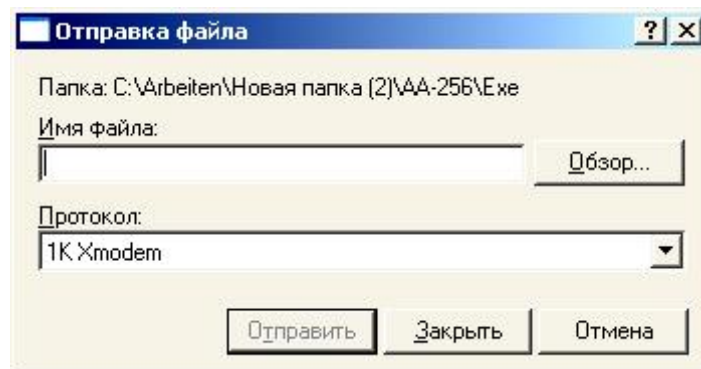 Отправка файла
Папка: C:\Arbeiten\Новая папка (2)\AA-256\Exe
Имя файла:
Обзор...
Протокол:
1K Xmodem
Отправить Закрыть Отмена